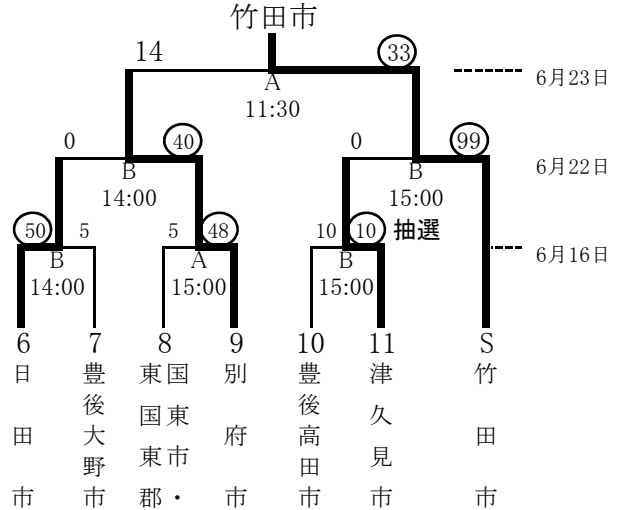 竹田市
14
33
A
11:30
6月23日
0
40
0
99
B
14:00
B
15:00
6月22日
50
5
5
48
10
10
抽選
B
14:00
A
15:00
B
15:00
6月16日
6
7
8
9
10
11
S
日田市
豊後大野市
国東市・
東国東郡
別府市
豊後高田市
津久見市
竹田市